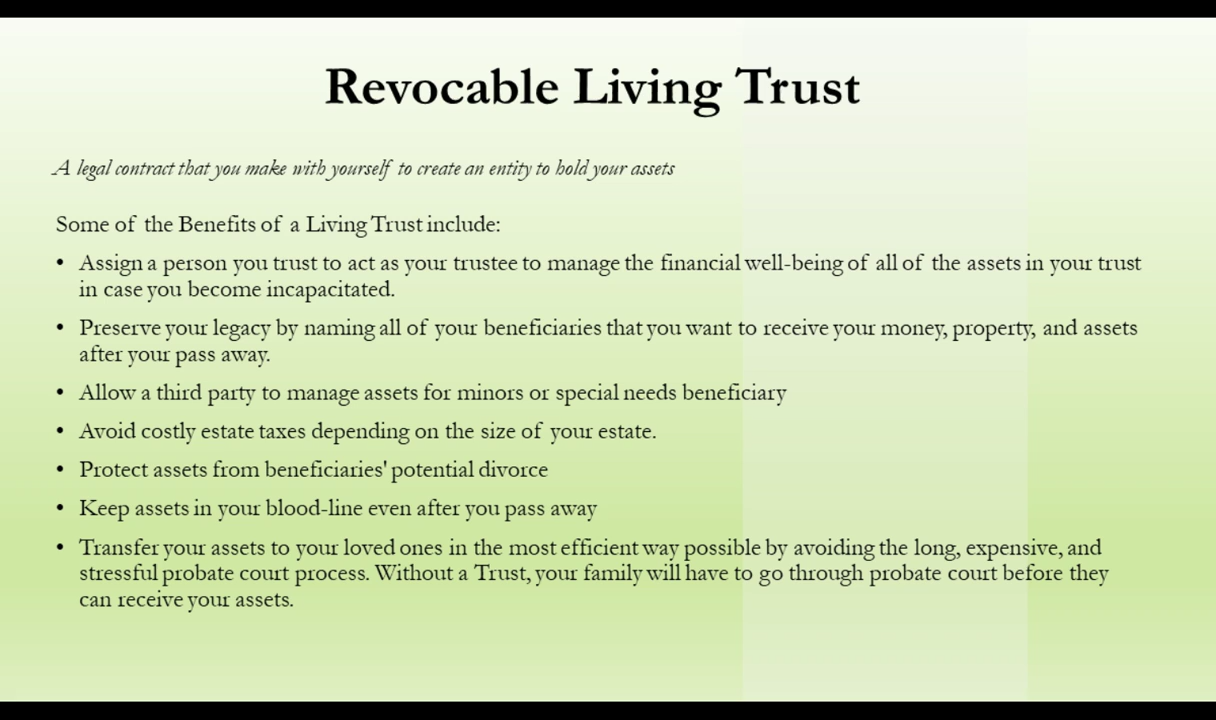 Revocable Living Trust
A legal contract that you make with yourself to create an entity to hold your assets
Some of the Benefits of a Living Trust include:
• Assign a person you trust to act as your trustee to manage the financial well-being of all of the assets in your trust
in case you become incapacitated.
• Preserve your legacy by naming all of your beneficiaries that you want to receive your money, property, and assets
after your pass away.
• Allow a third party to manage assets for minors or special needs beneficiary
• Avoid costly estate taxes depending on the size of your estate.
• Protect assets from beneficiaries' potential divorce
• Keep assets in your blood-line even after you pass away
• Transfer your assets to your loved ones in the most efficient way possible by avoiding the long, expensive, and
stressful probate court process. Without a Trust, your family will have to go through probate court before they
can receive your assets.